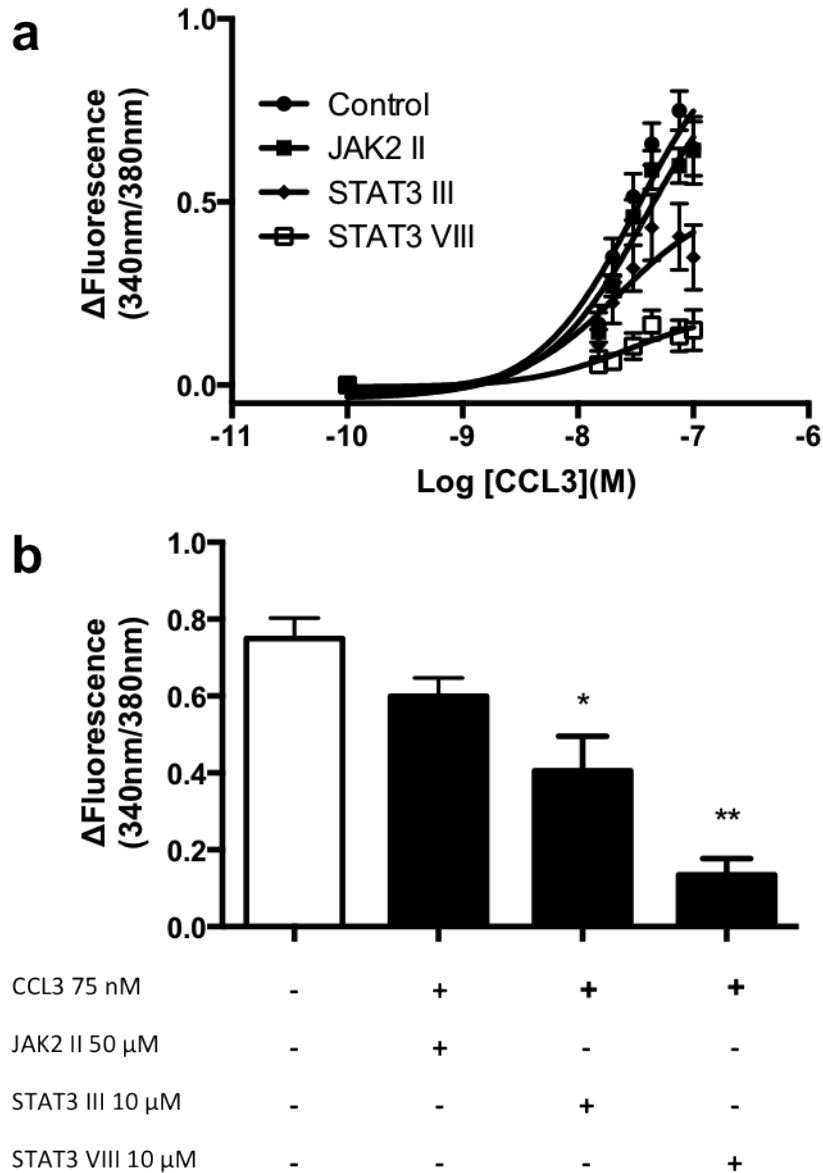 a
ΔFluorescence
(340nm/380nm)
1.0
0.5
0.0
Control
JAK2 II
STAT3 III
STAT3 VIII
-11 -10 -9 -8 -7 -6
Log [CCL3](M)
b
ΔFluorescence
(340nm/380nm)
1.0
0.8
0.6
0.4
0.2
0.0
*
**
CCL3 75 nM - + + +
JAK2 II 50 μM - + - -
STAT3 III 10 μM - - + -
STAT3 VIII 10 μM - - - +